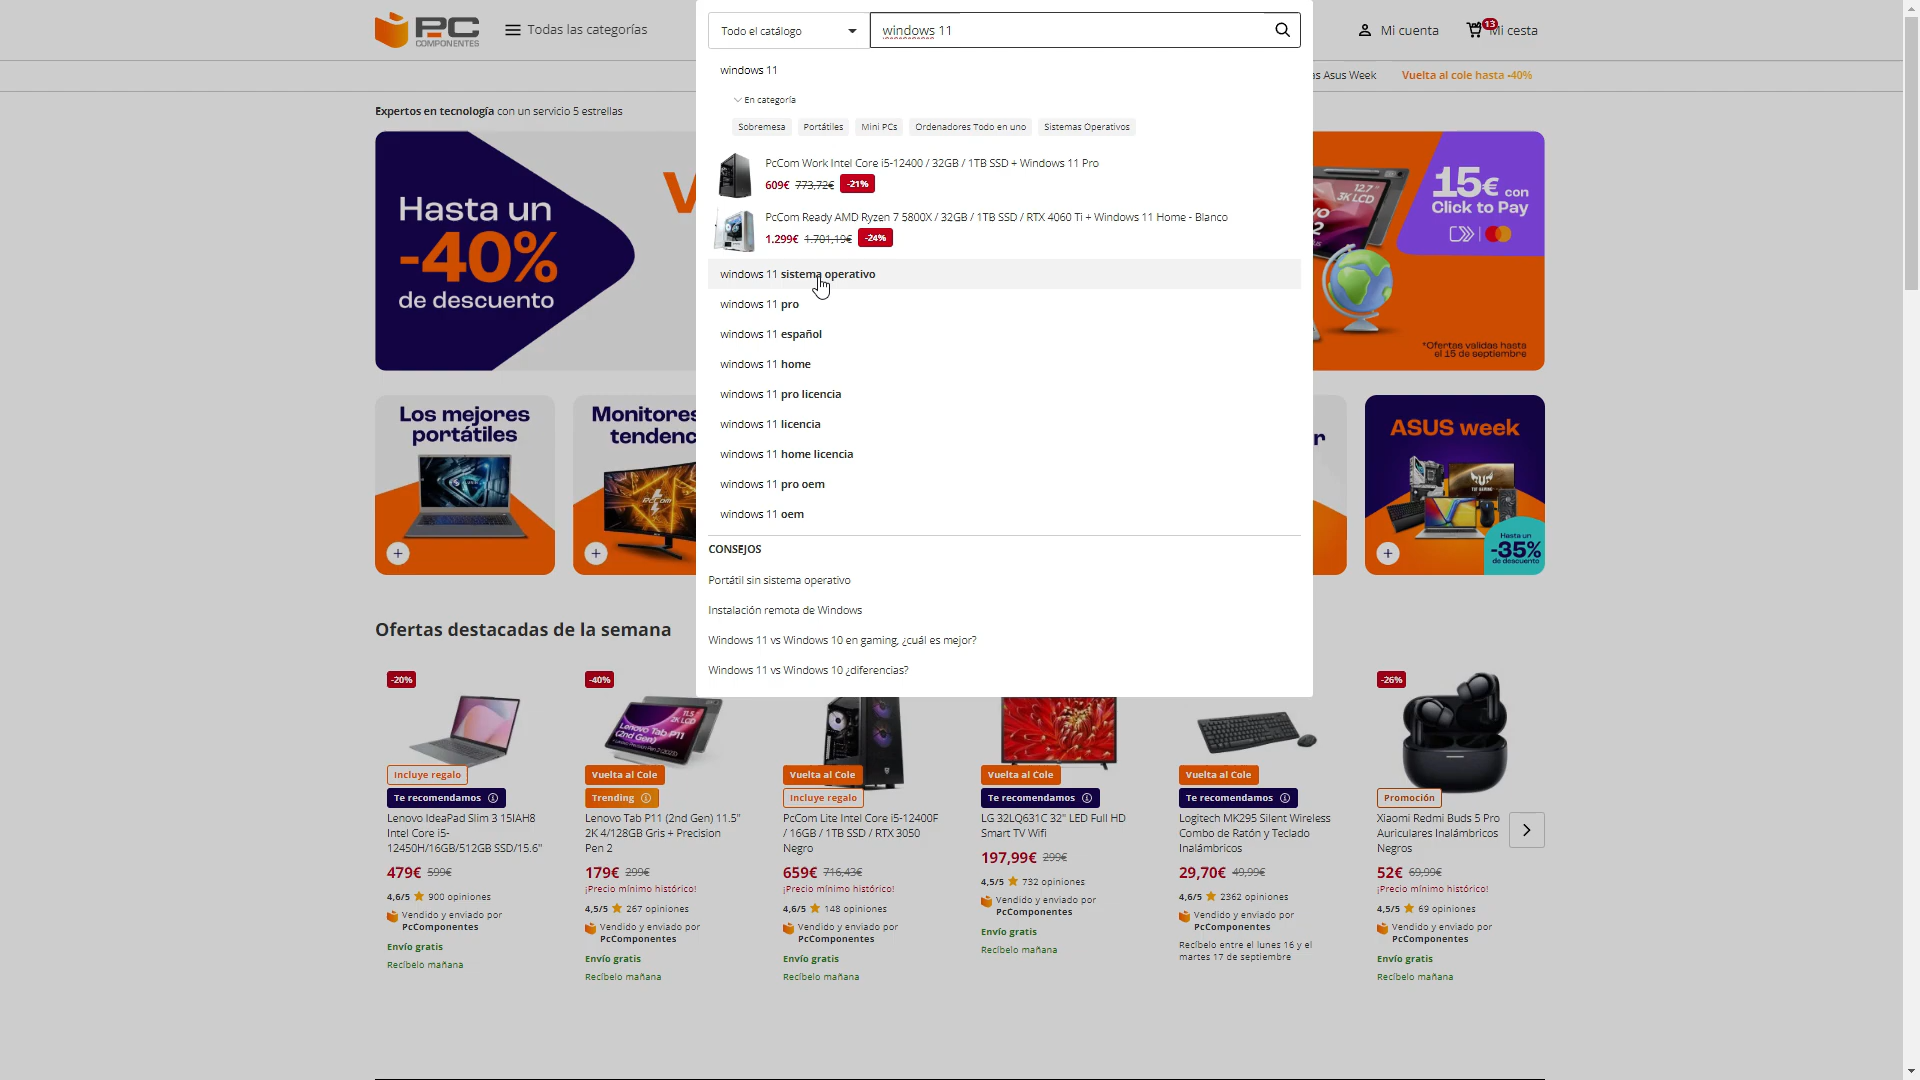 PC
COMPONENTES
Todas las categorías
Todo el catálogo
windows 11
Mi cuenta
13
Mi cesta
as Asus Week
Vuelta al cole hasta -40%
Expertos en tecnología con un servicio 5 estrellas
windows 11
En categoría
Sobremesa
Portátiles
Mini PCs
Ordenadores Todo en uno
Sistemas Operativos
PcCom Work Intel Core i5-12400 / 32GB / 1TB SSD + Windows 11 Pro
609€ 773,72€ -21%
PcCom Ready AMD Ryzen 7 5800X / 32GB / 1TB SSD / RTX 4060 Ti + Windows 11 Home - Blanco
1.299€ 1.701,19€ -24%
windows 11 sistema operativo
windows 11 pro
windows 11 español
windows 11 home
windows 11 pro licencia
windows 11 licencia
windows 11 home licencia
windows 11 pro oem
windows 11 oem
CONSEJOS
Portátil sin sistema operativo
Instalación remota de Windows
Windows 11 vs Windows 10 en gaming, ¿cuál es mejor?
Windows 11 vs Windows 10 ¿diferencias?
Hasta un
-40%
de descuento
V
12.7"
3K LCD
15€ con
Click to Pay
*Ofertas validas hasta
el 15 de septiembre
Los mejores
portátiles
Monitores
tendenc
PcCom
r
ASUS week
Hasta un
-35%
de descuento
Ofertas destacadas de la semana
-20%
Incluye regalo
Te recomendamos
Lenovo IdeaPad Slim 3 15IAH8
Intel Core i5-
12450H/16GB/512GB SSD/15.6"
479€ 599€
4,6/5 900 opiniones
Vendido y enviado por
PcComponentes
Envío gratis
Recíbelo mañana
-40%
11.5"
2K LCD
Lenovo Tab P11
(2nd Gen)
Vuelta al Cole
Trending
Lenovo Tab P11 (2nd Gen) 11.5"
2K 4/128GB Gris + Precision
Pen 2
179€ 299€
¡Precio mínimo histórico!
4,5/5 267 opiniones
Vendido y enviado por
PcComponentes
Envío gratis
Recíbelo mañana
Vuelta al Cole
Incluye regalo
PcCom Lite Intel Core i5-12400F
/ 16GB / 1TB SSD / RTX 3050
Negro
659€ 716,43€
¡Precio mínimo histórico!
4,6/5 148 opiniones
Vendido y enviado por
PcComponentes
Envío gratis
Recíbelo mañana
Vuelta al Cole
Te recomendamos
LG 32LQ631C 32" LED Full HD
Smart TV Wifi
197,99€ 299€
4,5/5 732 opiniones
Vendido y enviado por
PcComponentes
Envío gratis
Recíbelo mañana
Vuelta al Cole
Te recomendamos
Logitech MK295 Silent Wireless
Combo de Ratón y Teclado
Inalámbricos
29,70€ 49,99€
4,6/5 2362 opiniones
Vendido y enviado por
PcComponentes
Recíbelo entre el lunes 16 y el
martes 17 de septiembre
-26%
Promoción
Xiaomi Redmi Buds 5 Pro
Auriculares Inalámbricos
Negros
52€ 69,99€
¡Precio mínimo histórico!
4,5/5 69 opiniones
Vendido y enviado por
PcComponentes
Envío gratis
Recíbelo mañana